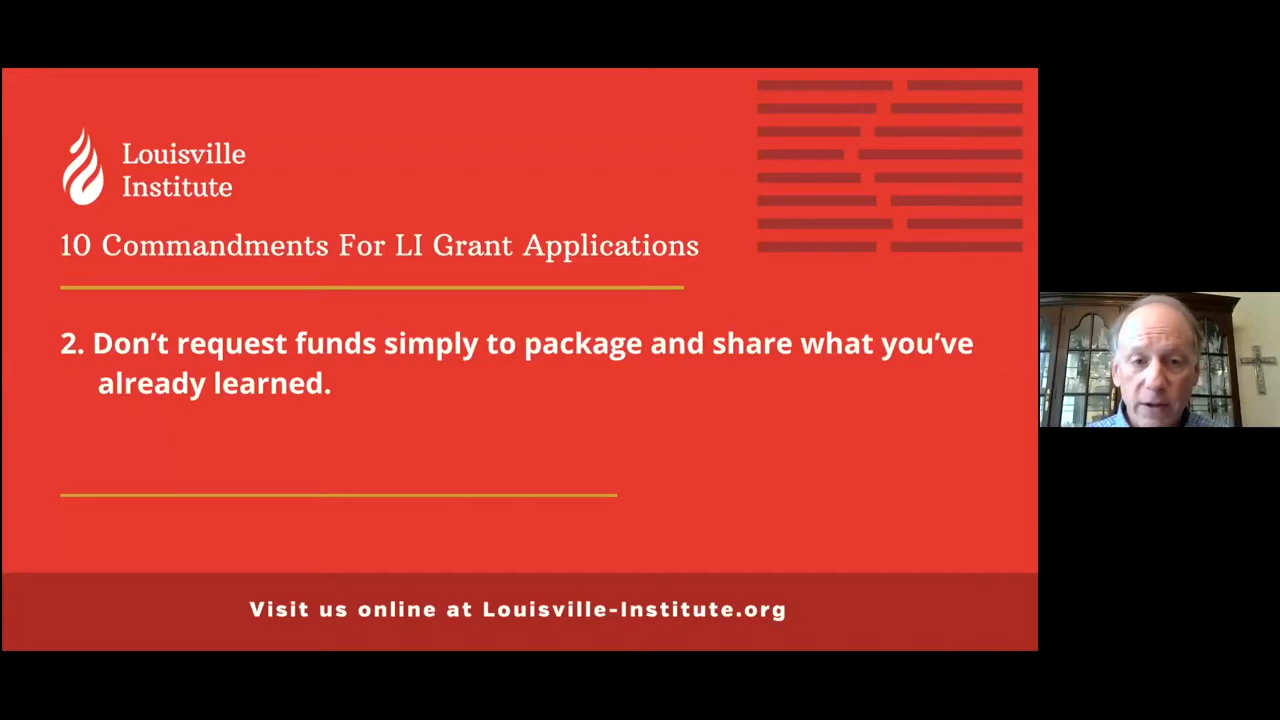 Louisville
Institute
10 Commandments For LI Grant Applications
2. Don’t request funds simply to package and share what you’ve
already learned.
Visit us online at Louisville-Institute.org